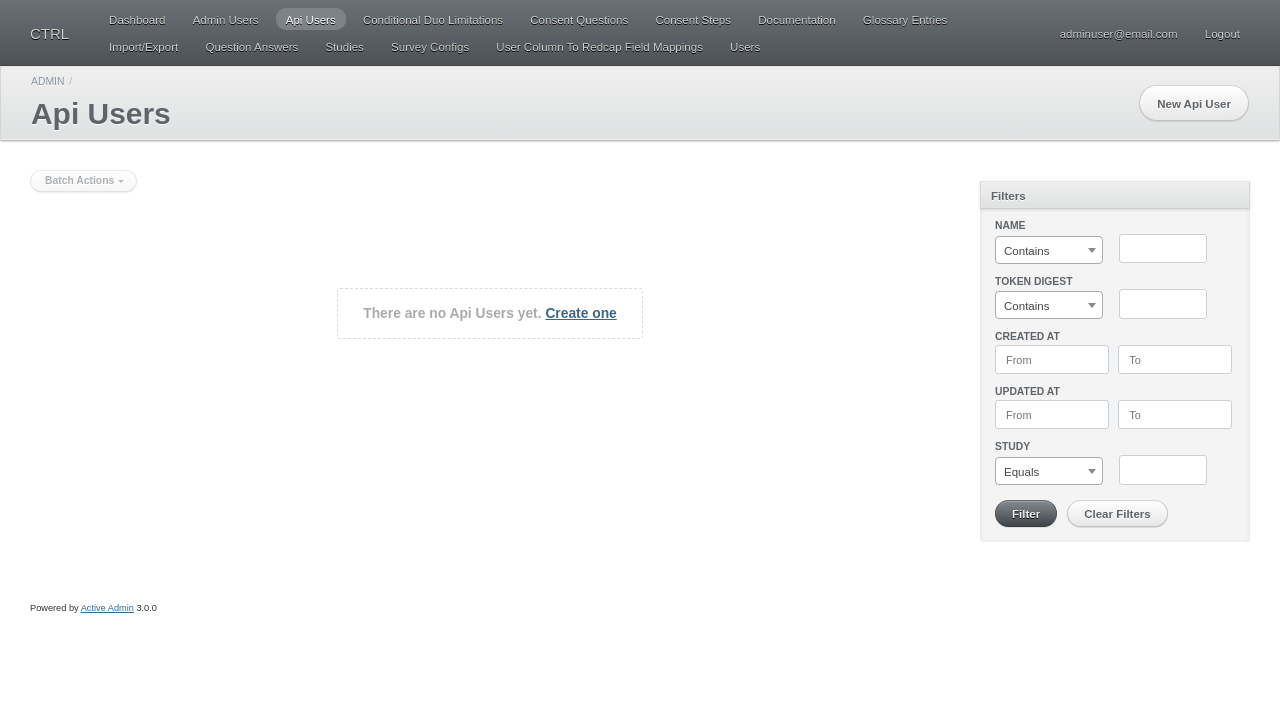 CTRL
Dashboard Admin Users Api Users Conditional Duo Limitations Consent Questions Consent Steps Documentation Glossary Entries
Import/Export Question Answers Studies Survey Configs User Column To Redcap Field Mappings Users
adminuser@email.com Logout
ADMIN /
Api Users
New Api User
Batch Actions
There are no Api Users yet. Create one
Filters
NAME
Contains
TOKEN DIGEST
Contains
CREATED AT
From To
UPDATED AT
From To
STUDY
Equals
Filter Clear Filters
Powered by Active Admin 3.0.0